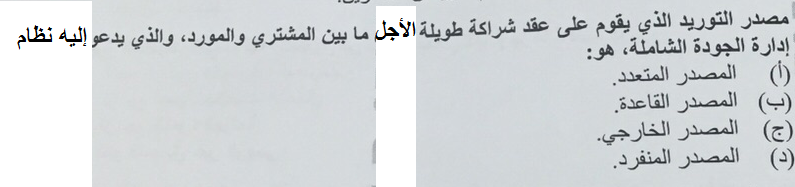 مصدر التوريد الذي يقوم على عقد شراكة طويلة الأجل ما بين المشتري والمورد، والذي يدعو إليه نظام
إدارة الجودة الشاملة، هو:
(أ) المصدر المتعدد.
(ب) المصدر القاعدة.
(ج) المصدر الخارجي.
(د) المصدر المنفرد.